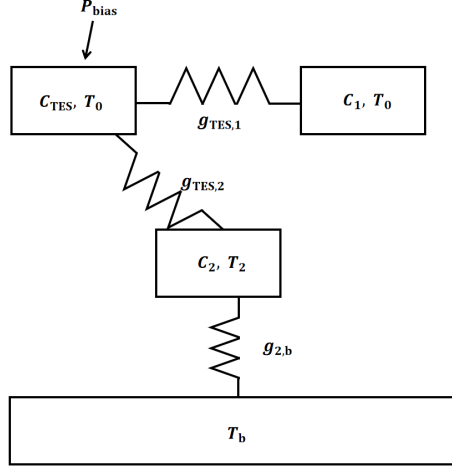 P_bias
C_TES, T_0
g_TES,1
C_1, T_0
g_TES,2
C_2, T_2
g_2,b
T_b